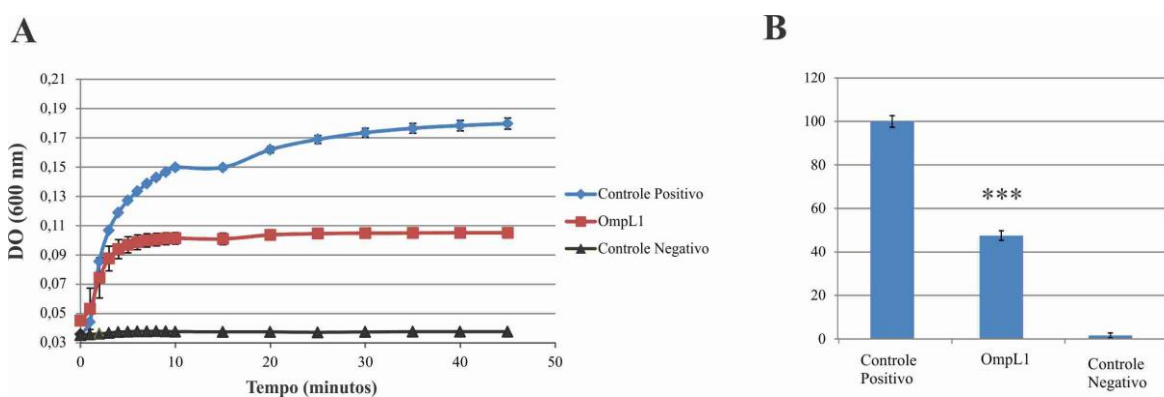 A
B
0,21
0,19
0,17
0,15
0,13
0,11
0,09
0,07
0,05
0,03
DO (600 nm)
0
10
20
30
40
50
Tempo (minutos)
Controle Positivo
OmpL1
Controle Negativo
120
100
80
60
40
20
0
***
Controle
Positivo
OmpL1
Controle
Negativo